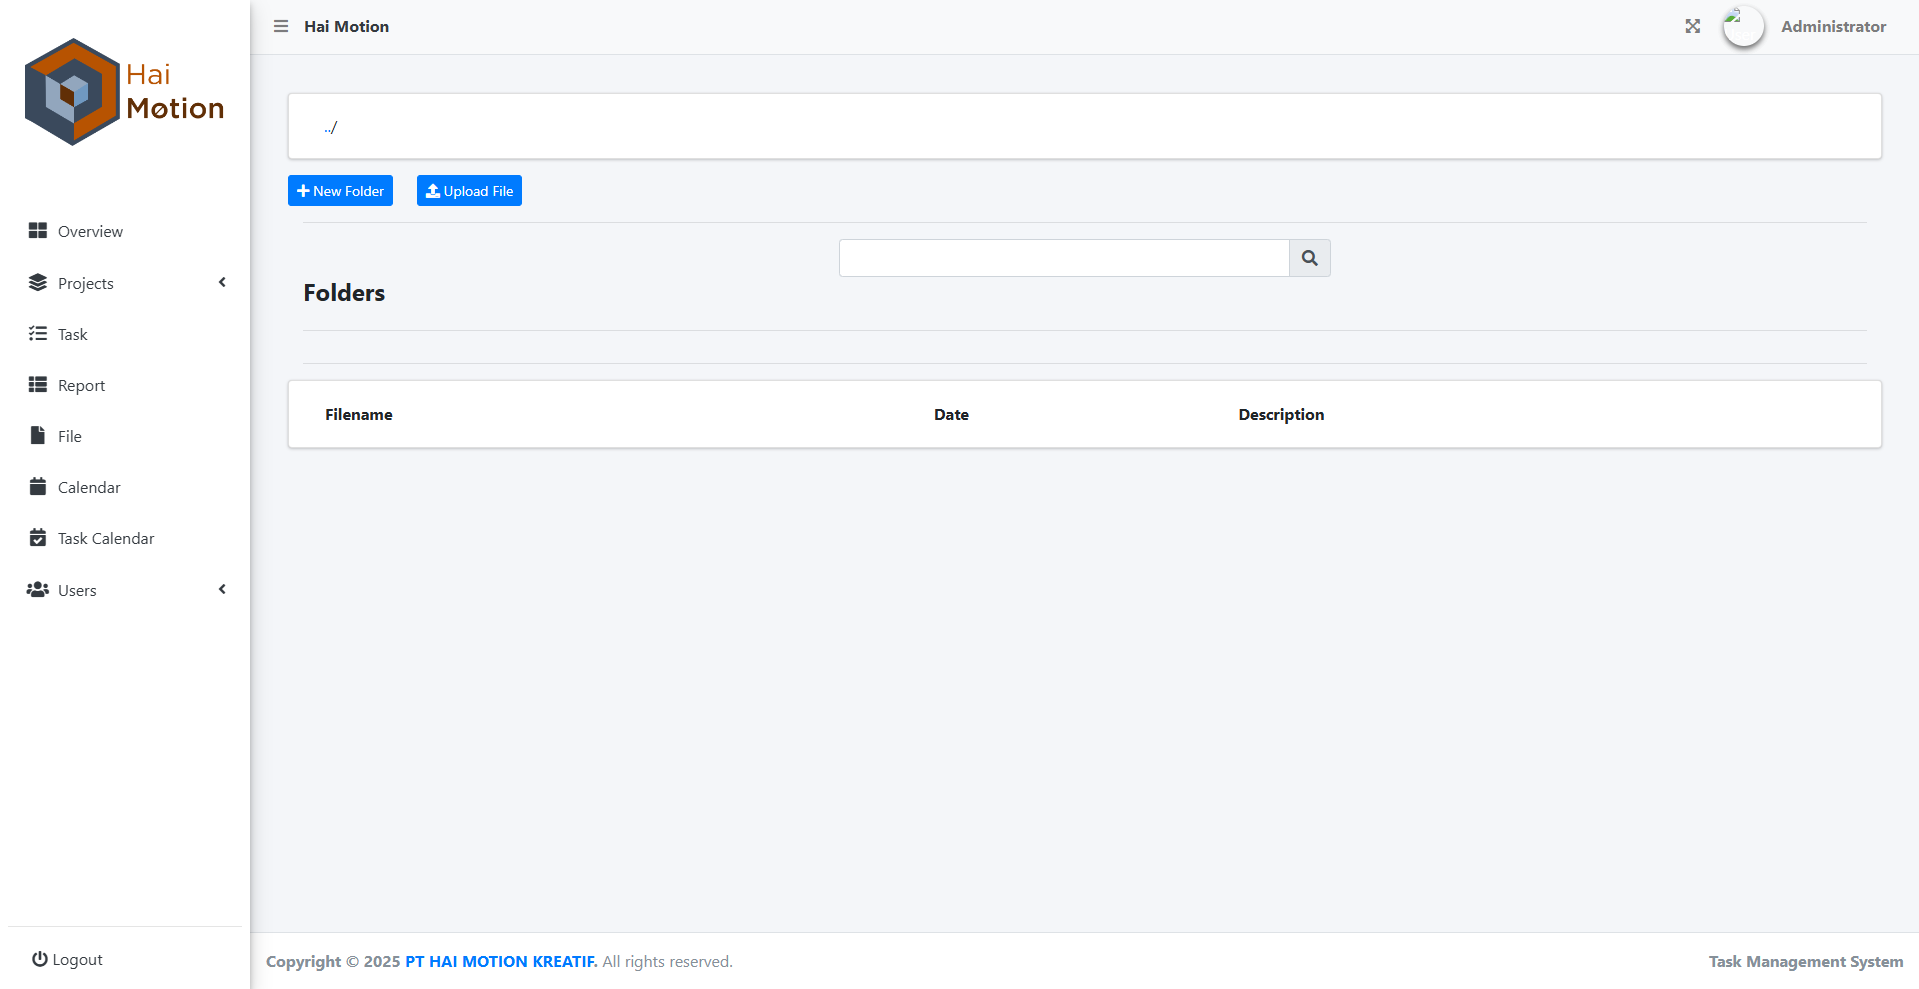 Hai
Møtion
Hai Motion
Administrator
../
New Folder
Upload File
Overview
Projects
Task
Report
File
Calendar
Task Calendar
Users
Folders
Filename Date Description
Logout
Copyright © 2025 PT HAI MOTION KREATIF. All rights reserved.
Task Management System